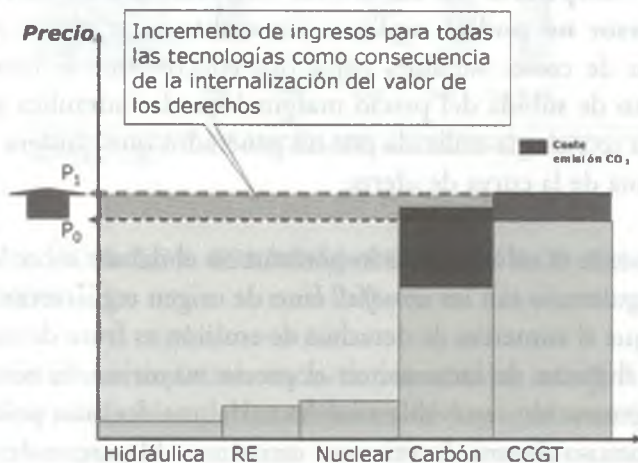 Precio
Incremento de ingresos para todas
las tecnologías como consecuencia
de la internalización del valor de
los derechos
Coste
emisión CO₂
P₁
P₀
Hidráulica RE Nuclear Carbón CCGT